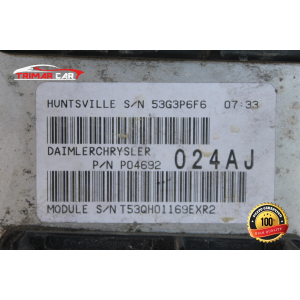 TRIMAR CAR
HUNTSVILLE S/N 53G3P6F6 07:33
DAIMLERCHRYSLER
P/N P04692 024AJ
MODULE S/N T53QH01169EXR2
100